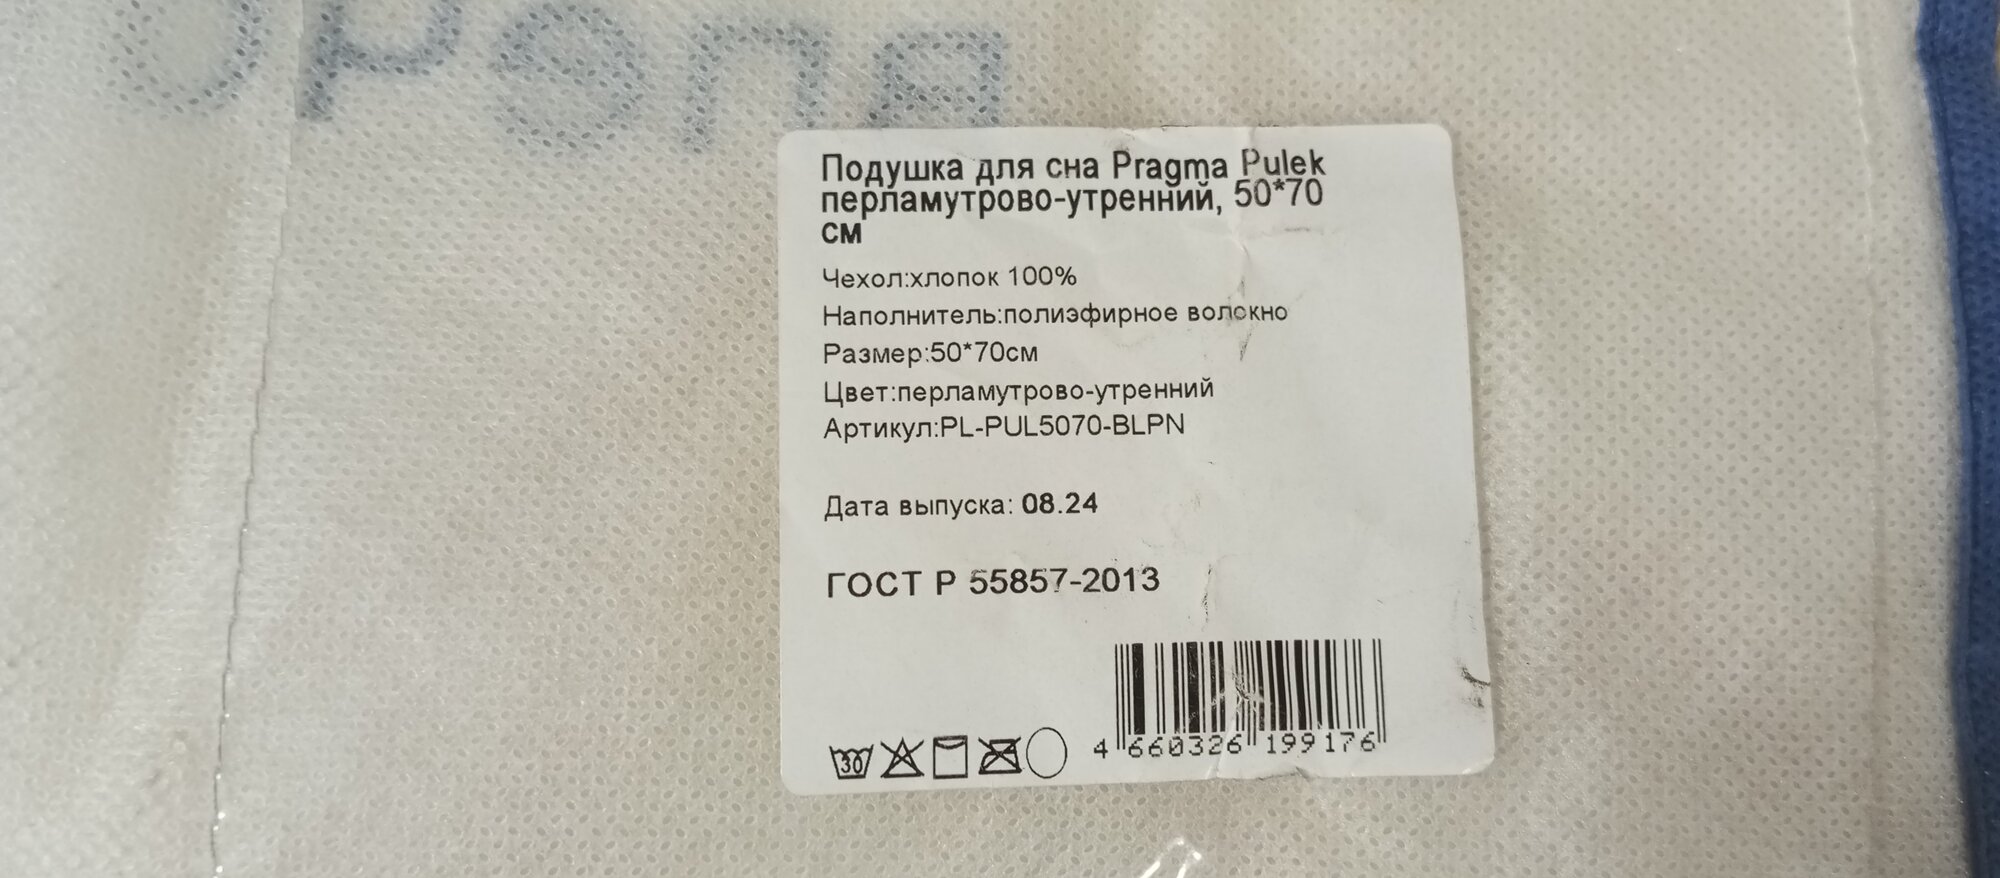 Подушка для сна Pragma Pulek
перламутрово-утренний, 50*70
см
Чехол:хлопок 100%
Наполнитель:полиэфирное волокно
Размер:50*70см
Цвет:перламутрово-утренний
Артикул:PL-PUL5070-BLPN
Дата выпуска: 08.24
ГОСТ Р 55857-2013
30
4 660326 199176